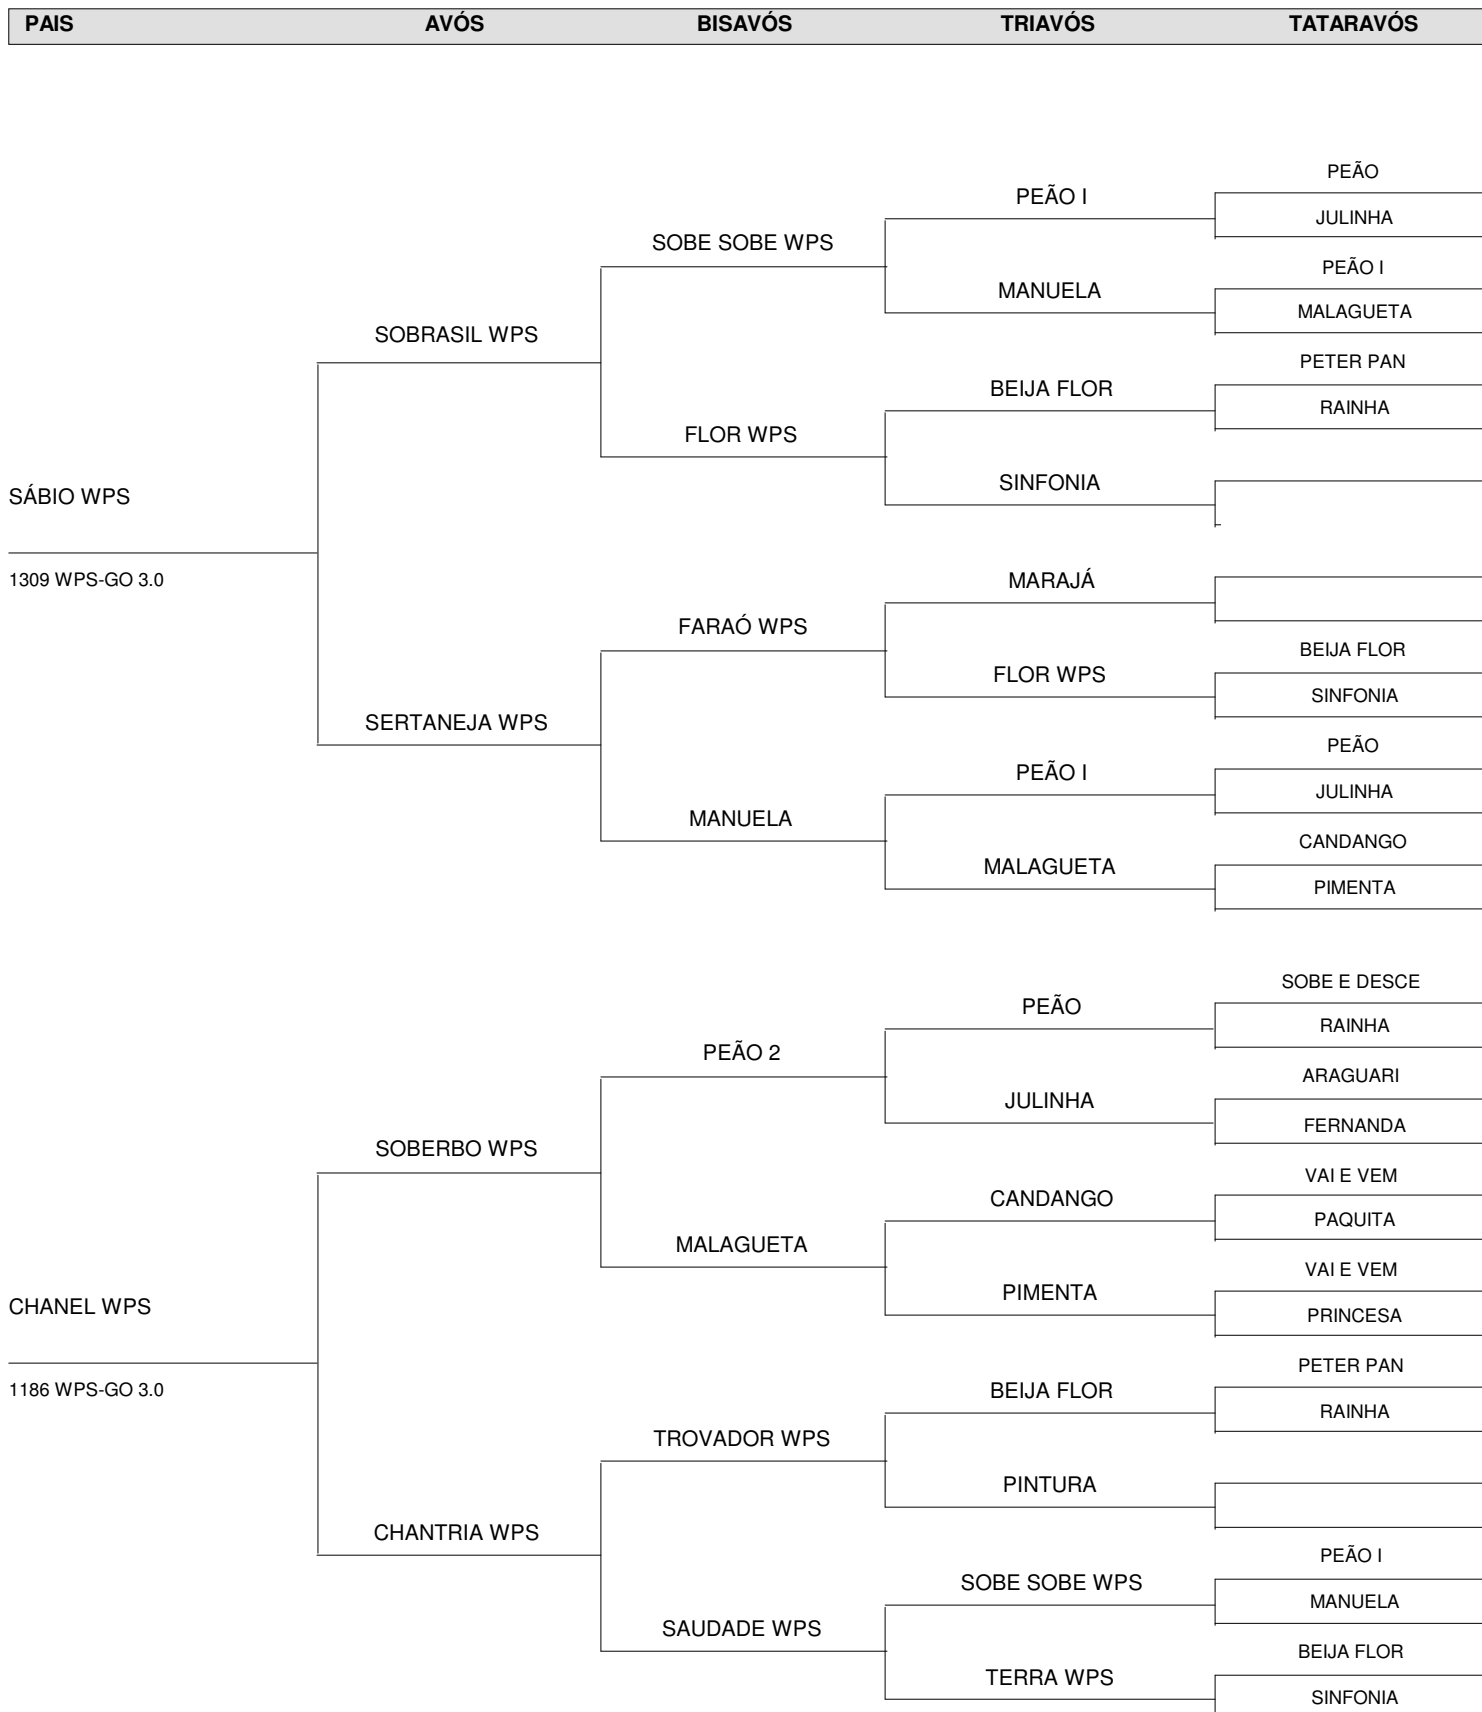 PAIS AVÓS BISAVÓS TRIAVÓS TATARAVÓS
PEÃO
PEÃO I
JULINHA
SOBE SOBE WPS
PEÃO I
MANUELA
MALAGUETA
SOBRASIL WPS
PETER PAN
BEIJA FLOR
RAINHA
FLOR WPS
SINFONIA
SÁBIO WPS
1309 WPS-GO 3.0
MARAJÁ
FARAÓ WPS
BEIJA FLOR
FLOR WPS
SINFONIA
SERTANEJA WPS
PEÃO
PEÃO I
JULINHA
MANUELA
CANDANGO
MALAGUETA
PIMENTA
SOBE E DESCE
PEÃO
RAINHA
PEÃO 2
ARAGUARI
JULINHA
FERNANDA
SOBERBO WPS
VAI E VEM
CANDANGO
PAQUITA
MALAGUETA
VAI E VEM
PIMENTA
PRINCESA
CHANEL WPS
1186 WPS-GO 3.0
PETER PAN
BEIJA FLOR
RAINHA
TROVADOR WPS
PINTURA
CHANTRIA WPS
PEÃO I
SOBE SOBE WPS
MANUELA
SAUDADE WPS
BEIJA FLOR
TERRA WPS
SINFONIA